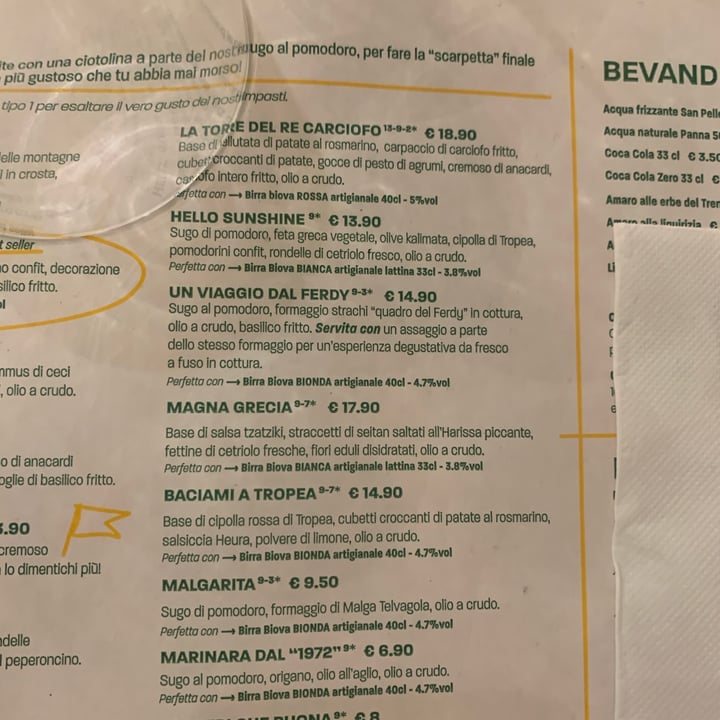 ite con una ciotolina a parte del nostro sugo al pomodoro, per fare la “scarpetta” finale
più gustoso che tu abbia mai morso!
tipo 1 per esaltare il vero gusto dei nostri impasti.
delle montagne
in crosta,
t seller
o confit, decorazione
silico fritto.
ol
mmus di ceci
, olio a crudo.
o di anacardi
oglie di basilico fritto.
3.90
cremoso
lo dimentichi più!
ndelle
peperoncino.
LA TORRE DEL RE CARCIOFO 13-9-2* € 18.90
Base di vellutata di patate al rosmarino, carpaccio di carciofo fritto,
cubetti croccanti di patate, gocce di pesto di agrumi, cremoso di anacardi,
carciofo intero fritto, olio a crudo.
Perfetta con → Birra biova ROSSA artigianale 40cl - 5%vol
HELLO SUNSHINE 9* € 13.90
Sugo di pomodoro, feta greca vegetale, olive kalimata, cipolla di Tropea,
pomodorini confit, rondelle di cetriolo fresco, olio a crudo.
Perfetta con → Birra Biova BIANCA artigianale lattina 33cl - 3.8%vol
UN VIAGGIO DAL FERDY 9-3* € 14.90
Sugo al pomodoro, formaggio strachi “quadro del Ferdy” in cottura,
olio a crudo, basilico fritto. Servita con un assaggio a parte
dello stesso formaggio per un'esperienza degustativa da fresco
a fuso in cottura.
Perfetta con → Birra Biova BIONDA artigianale 40cl - 4.7%vol
MAGNA GRECIA 9-7* € 17.90
Base di salsa tzatziki, straccetti di seitan saltati all'Harissa piccante,
fettine di cetriolo fresche, fiori eduli disidratati, olio a crudo.
Perfetta con → Birra Biova BIANCA artigianale lattina 33cl - 3.8%vol
BACIAMI A TROPEA 9-7* € 14.90
Base di cipolla rossa di Tropea, cubetti croccanti di patate al rosmarino,
salsiccia Heura, polvere di limone, olio a crudo.
Perfetta con → Birra Biova BIONDA artigianale 40cl - 4.7%vol
MALGARITA 9-3* € 9.50
Sugo di pomodoro, formaggio di Malga Telvagola, olio a crudo.
Perfetta con → Birra Biova BIONDA artigianale 40cl - 4.7%vol
MARINARA DAL “1972” 9* € 6.90
Sugo al pomodoro, origano, olio all'aglio, olio a crudo.
Perfetta con → Birra Biova BIONDA artigianale 40cl - 4.7%vol
BUONA 9* € 8
BEVAND
Acqua frizzante San Pell
Acqua naturale Panna 5
Coca Cola 33 cl € 3.50
Coca Cola Zero 33 cl €
Amaro alle erbe del Tren
Amaro alla liquirizia €